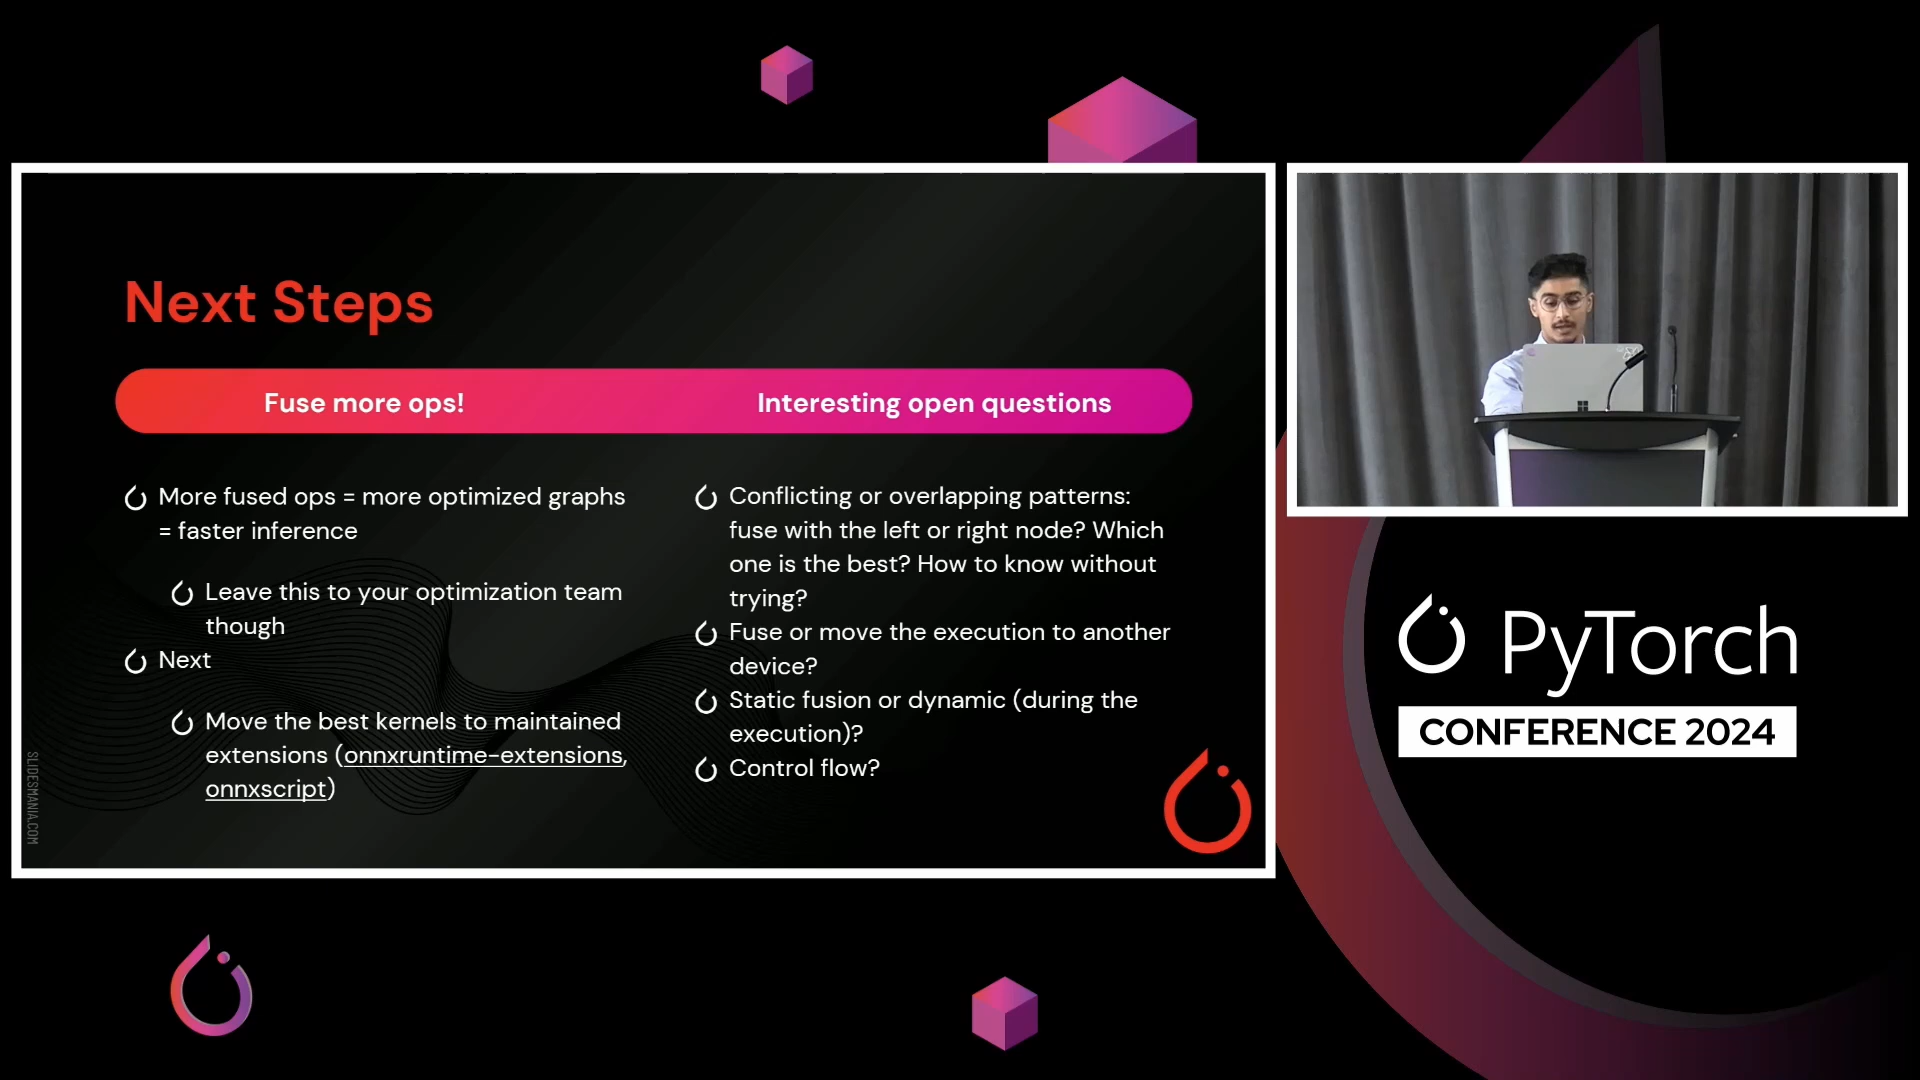 Next Steps
Fuse more ops!
Interesting open questions
More fused ops = more optimized graphs
= faster inference
Leave this to your optimization team
though
Next
Move the best kernels to maintained
extensions (onnxruntime-extensions,
onnxscript)
Conflicting or overlapping patterns:
fuse with the left or right node? Which
one is the best? How to know without
trying?
Fuse or move the execution to another
device?
Static fusion or dynamic (during the
execution)?
Control flow?
SLIDESMANIA.COM
PyTorch
CONFERENCE 2024